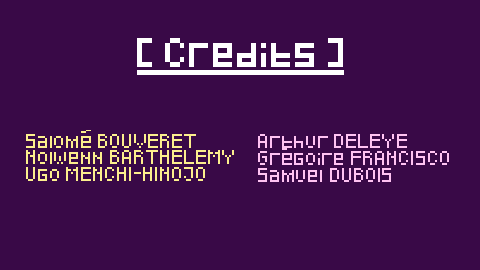 [ Credits ]
Salomé BOUVERET
Nolwenn BARTHELEMY
Ugo MENCHI-HINOJO
Arthur DELEYE
Grégoire FRANCISCO
Samuel DUBOIS